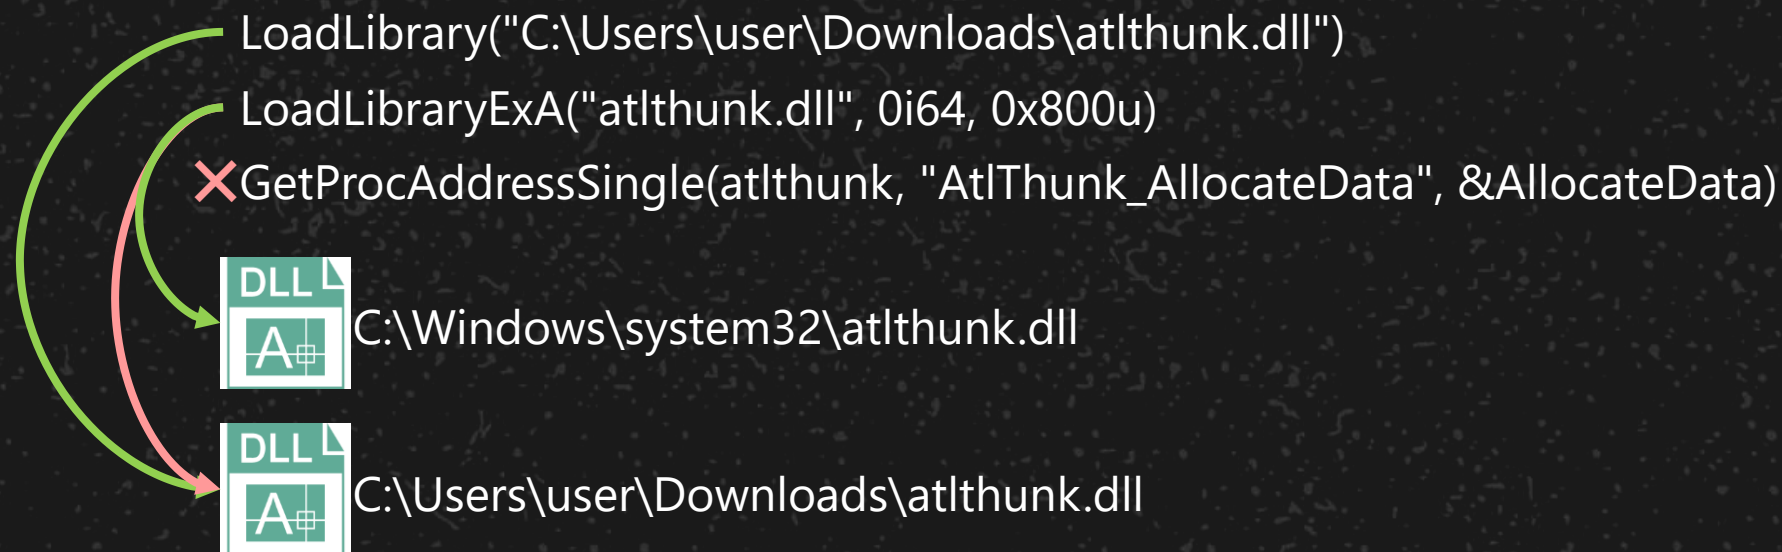 LoadLibrary("C:\Users\user\Downloads\atlthunk.dll")
LoadLibraryExA("atlthunk.dll", 0i64, 0x800u)
❌GetProcAddressSingle(atlthunk, "AtlThunk_AllocateData", &AllocateData)
DLL
A
C:\Windows\system32\atlthunk.dll
DLL
A
C:\Users\user\Downloads\atlthunk.dll